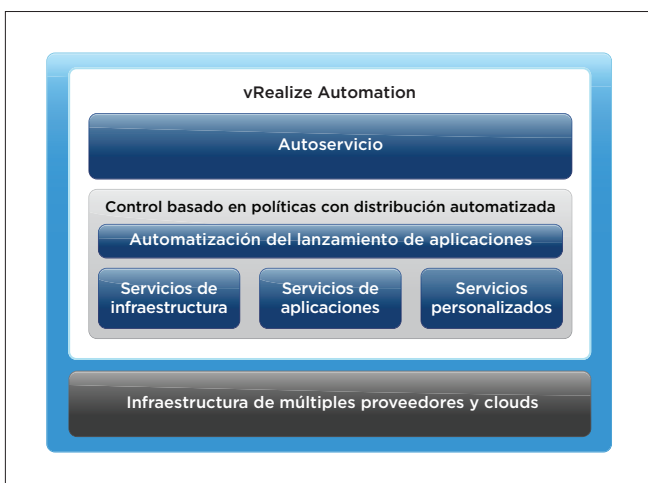 vRealize Automation
Autoservicio
Control basado en políticas con distribución automatizada
Automatización del lanzamiento de aplicaciones
Servicios de
infraestructura
Servicios de
aplicaciones
Servicios
personalizados
Infraestructura de múltiples proveedores y clouds